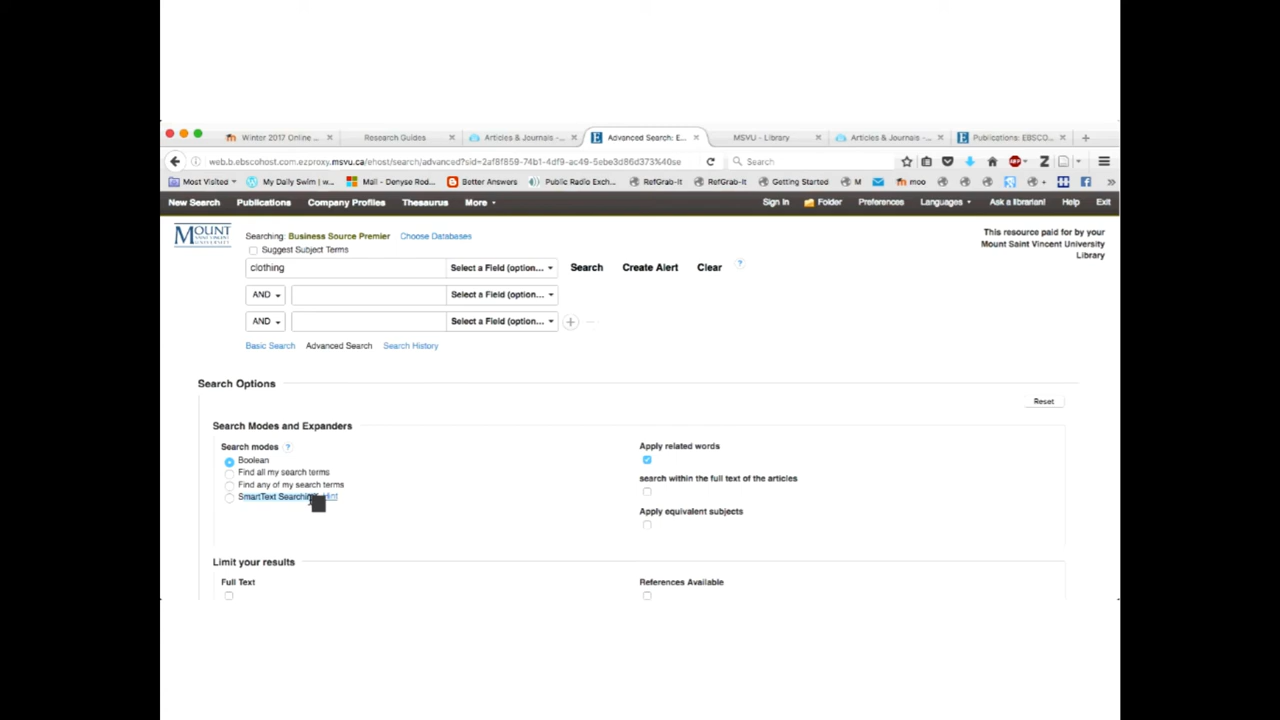 Winter 2017 Online ...
Research Guides
Articles & Journals -...
Advanced Search: E...
MSVU - Library
Articles & Journals -...
Publications: EBSCO...
web.b.ebscohost.com.ezproxy.msvu.ca/ehost/search/advanced?sid=2af8f859-74b1-4df9-ac49-5ebe3d86d373%40se
Search
Most Visited
My Daily Swim | w...
Mail - Denyse Rod...
Better Answers
Public Radio Exch...
RefGrab-It
RefGrab-It
Getting Started
M
moo
New Search
Publications
Company Profiles
Thesaurus
More
Sign In
Folder
Preferences
Languages
Ask a librarian!
Help
Exit
MOUNT
Searching: Business Source Premier Choose Databases
Suggest Subject Terms
This resource paid for by your
Mount Saint Vincent University
Library
clothing
Select a Field (option...
Search
Create Alert
Clear
AND
Select a Field (option...
AND
Select a Field (option...
Basic Search
Advanced Search
Search History
Search Options
Reset
Search Modes and Expanders
Search modes
Boolean
Find all my search terms
Find any of my search terms
SmartText Searching Hint
Apply related words
search within the full text of the articles
Apply equivalent subjects
Limit your results
Full Text
References Available